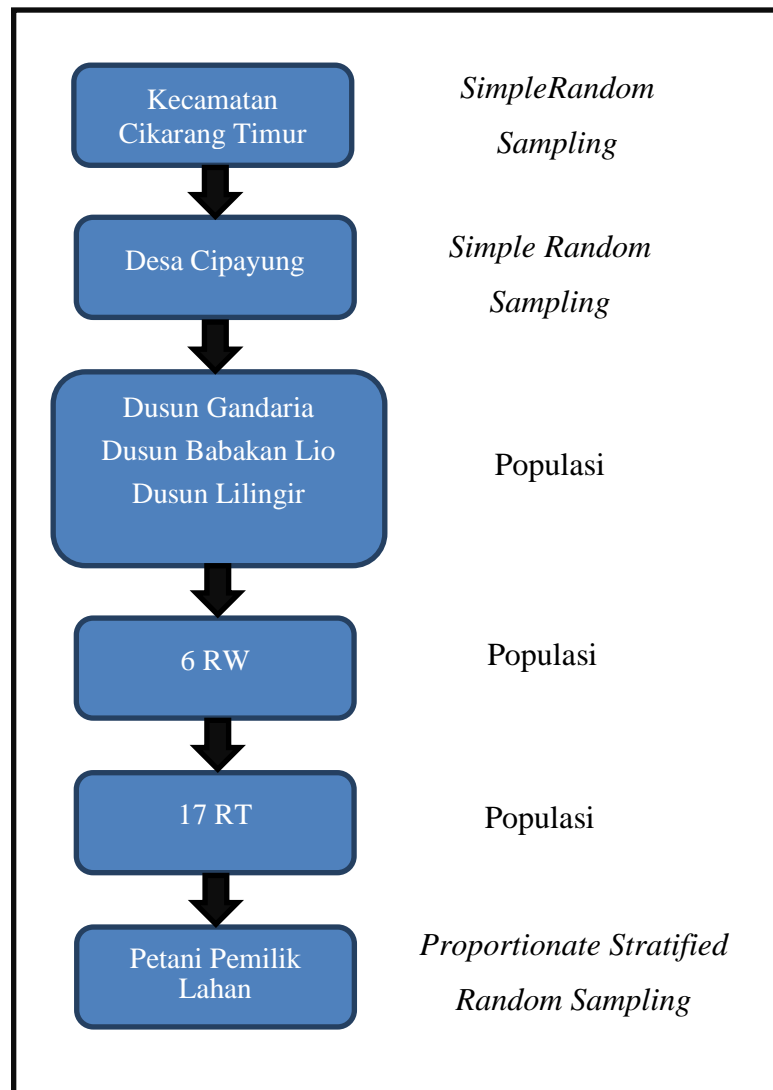 Kecamatan
Cikarang Timur
SimpleRandom
Sampling
Desa Cipayung
Simple Random
Sampling
Dusun Gandaria
Dusun Babakan Lio
Dusun Lilingir
Populasi
6 RW
Populasi
17 RT
Populasi
Petani Pemilik
Lahan
Proportionate Stratified
Random Sampling